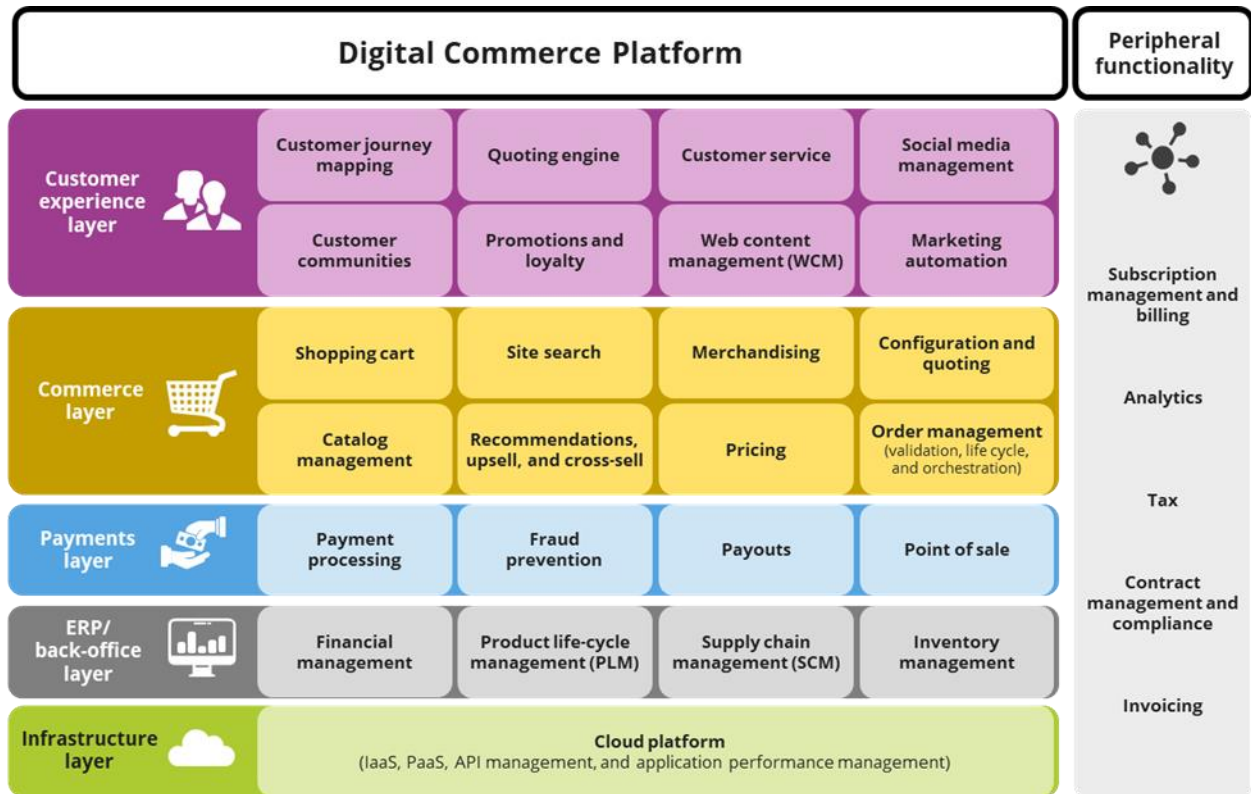 Digital Commerce Platform
Peripheral
functionality
Customer
experience
layer
Customer journey
mapping
Quoting engine
Customer service
Social media
management
Customer
communities
Promotions and
loyalty
Web content
management (WCM)
Marketing
automation
Commerce
layer
Shopping cart
Site search
Merchandising
Configuration and
quoting
Catalog
management
Recommendations,
upsell, and cross-sell
Pricing
Order management
(validation, life cycle,
and orchestration)
Payments
layer
Payment
processing
Fraud
prevention
Payouts
Point of sale
ERP/
back-office
layer
Financial
management
Product life-cycle
management (PLM)
Supply chain
management (SCM)
Inventory
management
Infrastructure
layer
Cloud platform
(IaaS, PaaS, API management, and application performance management)
Subscription
management and
billing
Analytics
Tax
Contract
management and
compliance
Invoicing